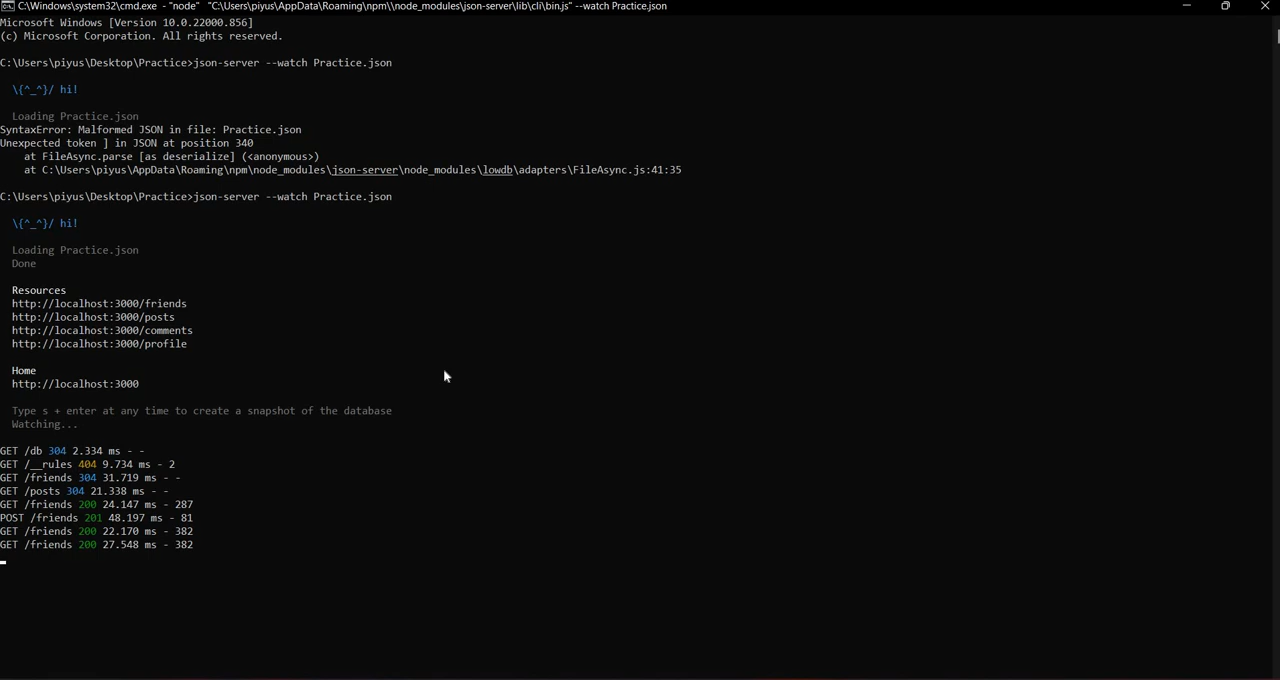 C:\Windows\system32\cmd.exe - "node" "C:\Users\piyus\AppData\Roaming\npm\\node_modules\json-server\lib\cli\bin.js" --watch Practice.json
Microsoft Windows [Version 10.0.22000.856]
(c) Microsoft Corporation. All rights reserved.
C:\Users\piyus\Desktop\Practice>json-server --watch Practice.json
\{^_^}/ hi!
Loading Practice.json
SyntaxError: Malformed JSON in file: Practice.json
Unexpected token ] in JSON at position 340
at FileAsync.parse [as deserialize] (<anonymous>)
at C:\Users\piyus\AppData\Roaming\npm\node_modules\json-server\node_modules\lowdb\adapters\FileAsync.js:41:35
C:\Users\piyus\Desktop\Practice>json-server --watch Practice.json
\{^_^}/ hi!
Loading Practice.json
Done
Resources
http://localhost:3000/friends
http://localhost:3000/posts
http://localhost:3000/comments
http://localhost:3000/profile
Home
http://localhost:3000
Type s + enter at any time to create a snapshot of the database
Watching...
GET /db 304 2.334 ms - -
GET /__rules 404 9.734 ms - 2
GET /friends 304 31.719 ms - -
GET /posts 304 21.338 ms - -
GET /friends 200 24.147 ms - 287
POST /friends 201 48.197 ms - 81
GET /friends 200 22.170 ms - 382
GET /friends 200 27.548 ms - 382